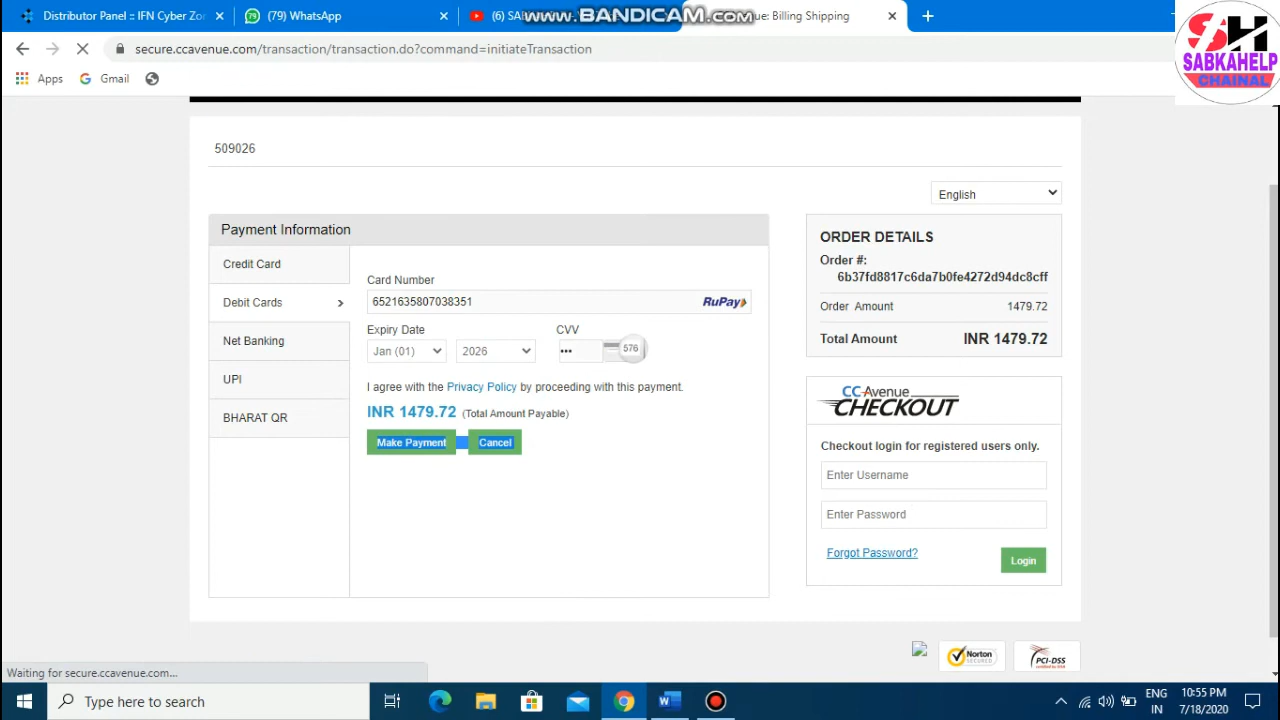 Distributor Panel :: IFN Cyber Zor
(79) WhatsApp
(6) SA
www.BANDICAM.com
ue: Billing Shipping
secure.ccavenue.com/transaction/transaction.do?command=initiateTransaction
Apps
Gmail
SH
SABKAHELP
CHAINAL
509026
English
Payment Information
Credit Card
Debit Cards
Net Banking
UPI
BHARAT QR
Card Number
6521635807038351
RuPay
Expiry Date
CVV
Jan (01)
2026
•••
576
I agree with the Privacy Policy by proceeding with this payment.
INR 1479.72 (Total Amount Payable)
Make Payment
Cancel
ORDER DETAILS
Order #:
6b37fd8817c6da7b0fe4272d94dc8cff
Order Amount 1479.72
Total Amount INR 1479.72
CCAvenue
CHECKOUT
Checkout login for registered users only.
Enter Username
Enter Password
Forgot Password?
Login
Norton
SECURED
PCI-DSS
Waiting for secure.ccavenue.com...
Type here to search
ENG
IN
10:55 PM
7/18/2020